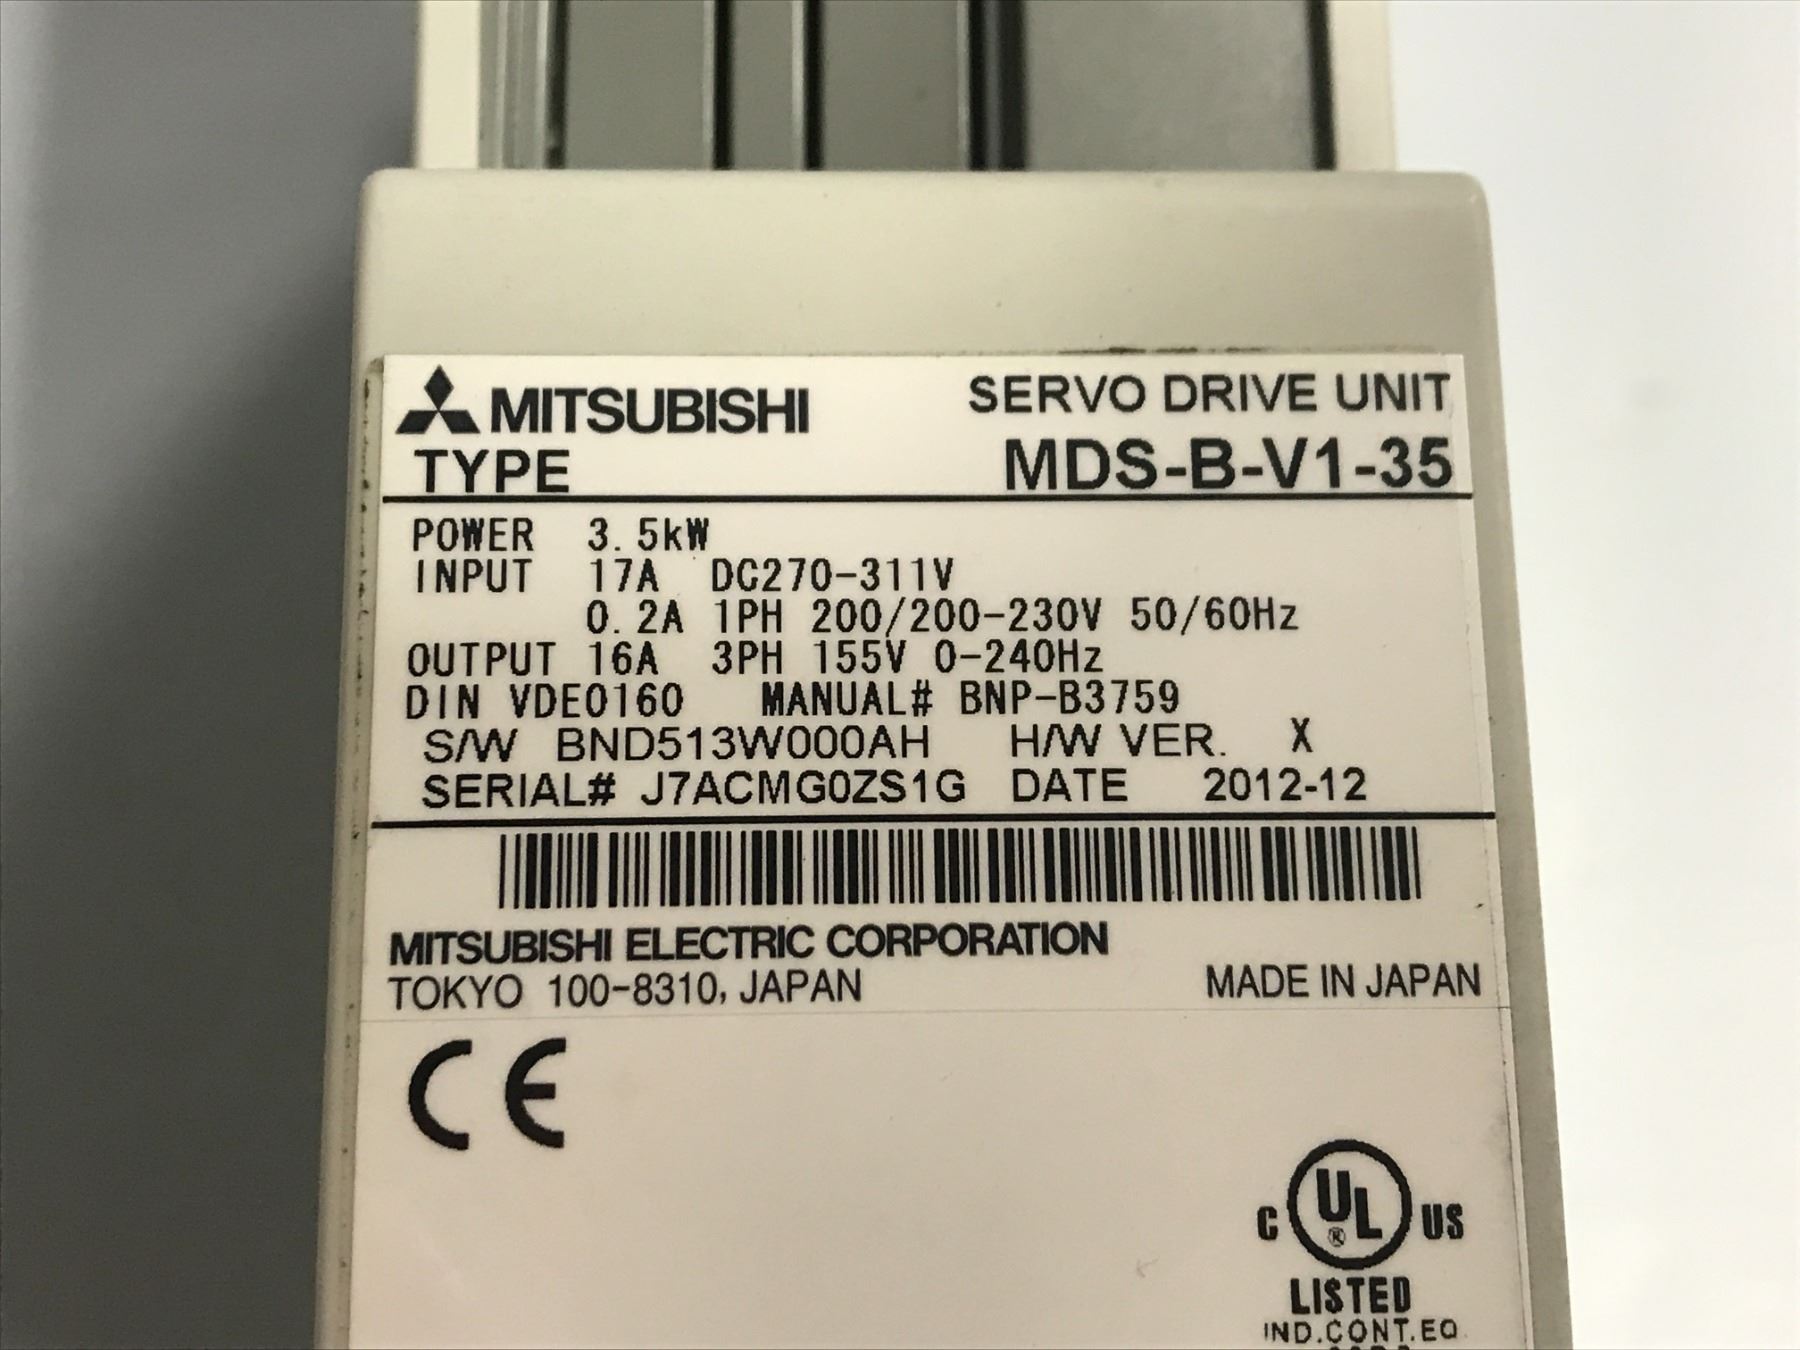 MITSUBISHI SERVO DRIVE UNIT
TYPE MDS-B-V1-35
POWER 3.5kW
INPUT 17A DC270-311V
0.2A 1PH 200/200-230V 50/60Hz
OUTPUT 16A 3PH 155V 0-240Hz
DIN VDE0160 MANUAL# BNP-B3759
S/W BND513W000AH H/W VER. X
SERIAL# J7ACMG0ZS1G DATE 2012-12
MITSUBISHI ELECTRIC CORPORATION
TOKYO 100-8310, JAPAN MADE IN JAPAN
CE
C UL® US
LISTED
IND.CONT.EQ.